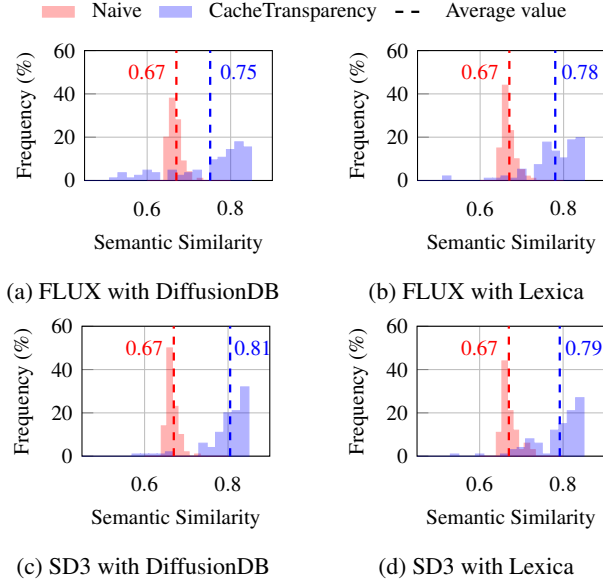 Naive CacheTransparency Average value
60
40
20
0
Frequency (%)
0.67
0.75
0.6
0.8
Semantic Similarity
(a) FLUX with DiffusionDB
60
40
20
0
Frequency (%)
0.67
0.78
0.6
0.8
Semantic Similarity
(b) FLUX with Lexica
60
40
20
0
Frequency (%)
0.67
0.81
0.6
0.8
Semantic Similarity
(c) SD3 with DiffusionDB
60
40
20
0
Frequency (%)
0.67
0.79
0.6
0.8
Semantic Similarity
(d) SD3 with Lexica